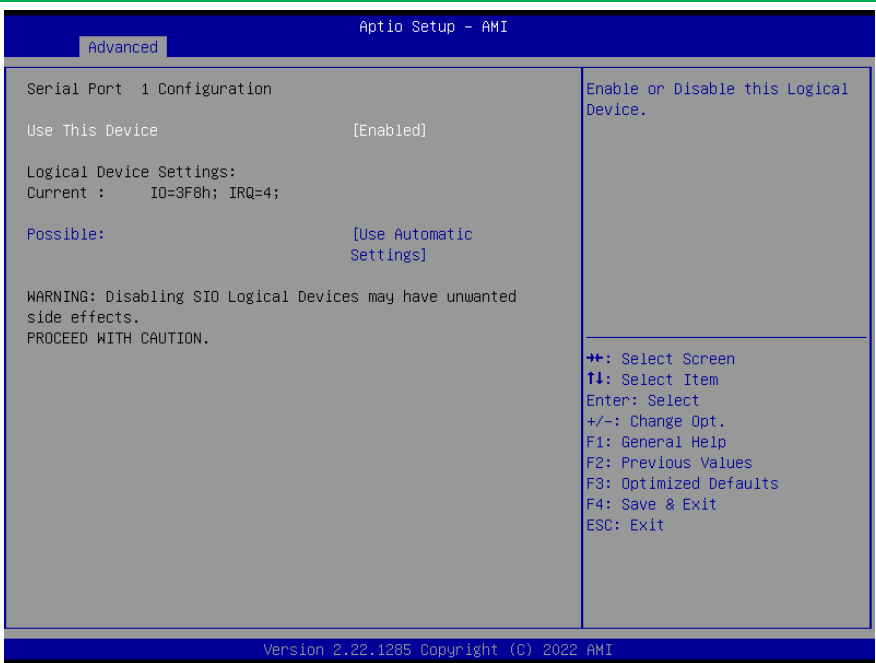 Aptio Setup – AMI
Advanced
Serial Port 1 Configuration
Use This Device [Enabled]
Logical Device Settings:
Current : IO=3F8h; IRQ=4;
Possible: [Use Automatic
Settings]
WARNING: Disabling SIO Logical Devices may have unwanted
side effects.
PROCEED WITH CAUTION.
Enable or Disable this Logical
Device.
→←: Select Screen
↑↓: Select Item
Enter: Select
+/-: Change Opt.
F1: General Help
F2: Previous Values
F3: Optimized Defaults
F4: Save & Exit
ESC: Exit
Version 2.22.1285 Copyright (C) 2022 AMI